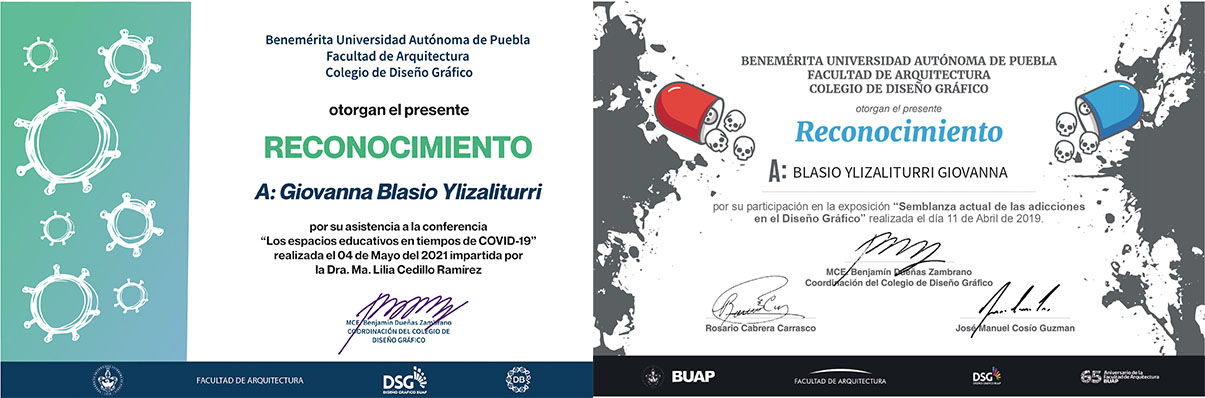 Benemérita Universidad Autónoma de Puebla
Facultad de Arquitectura
Colegio de Diseño Gráfico
otorgan el presente
RECONOCIMIENTO
A: Giovanna Blasio Ylizaliturri
por su asistencia a la conferencia
“Los espacios educativos en tiempos de COVID-19”
realizada el 04 de Mayo del 2021 impartida por
la Dra. Ma. Lilia Cedillo Ramírez
MCE. Benjamín Dueñas Zambrano
COORDINACIÓN DEL COLEGIO DE
DISEÑO GRÁFICO
FACULTAD DE ARQUITECTURA
DSG
DISEÑO GRÁFICO BUAP
DB
BENEMÉRITA UNIVERSIDAD AUTÓNOMA DE PUEBLA
FACULTAD DE ARQUITECTURA
COLEGIO DE DISEÑO GRÁFICO
otorgan el presente
Reconocimiento
A: BLASIO YLIZALITURRI GIOVANNA
por su participación en la exposición “Semblanza actual de las adicciones
en el Diseño Gráfico” realizada el día 11 de Abril de 2019.
MCE. Benjamín Dueñas Zambrano
Coordinación del Colegio de Diseño Gráfico
Rosario Cabrera Carrasco
José Manuel Cosío Guzman
BUAP
FACULTAD DE ARQUITECTURA
DSG
DISEÑO GRÁFICO BUAP
65 Aniversario de la
Facultad de Arquitectura
BUAP